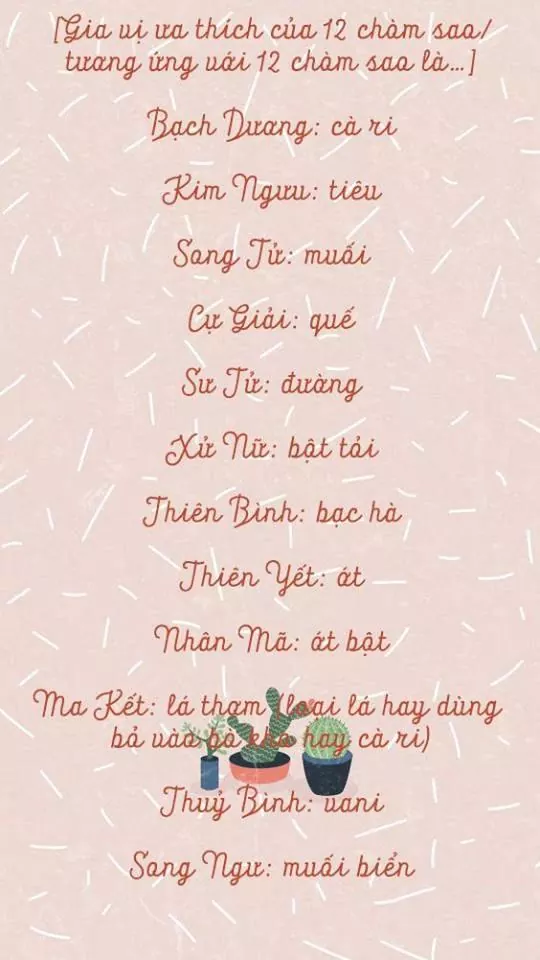 [Gia vị ưa thích của 12 chòm sao/
tương ứng với 12 chòm sao là...]
Bạch Dương: cà ri
Kim Ngưu: tiêu
Song Tử: muối
Cự Giải: quế
Sư Tử: đường
Xử Nữ: bột tỏi
Thiên Bình: bạc hà
Thiên Yết: ớt
Nhân Mã: ớt bột
Ma Kết: lá thơm (loại lá hay dùng
bỏ vào bò kho hay cà ri)
Thuỷ Bình: vani
Song Ngư: muối biển